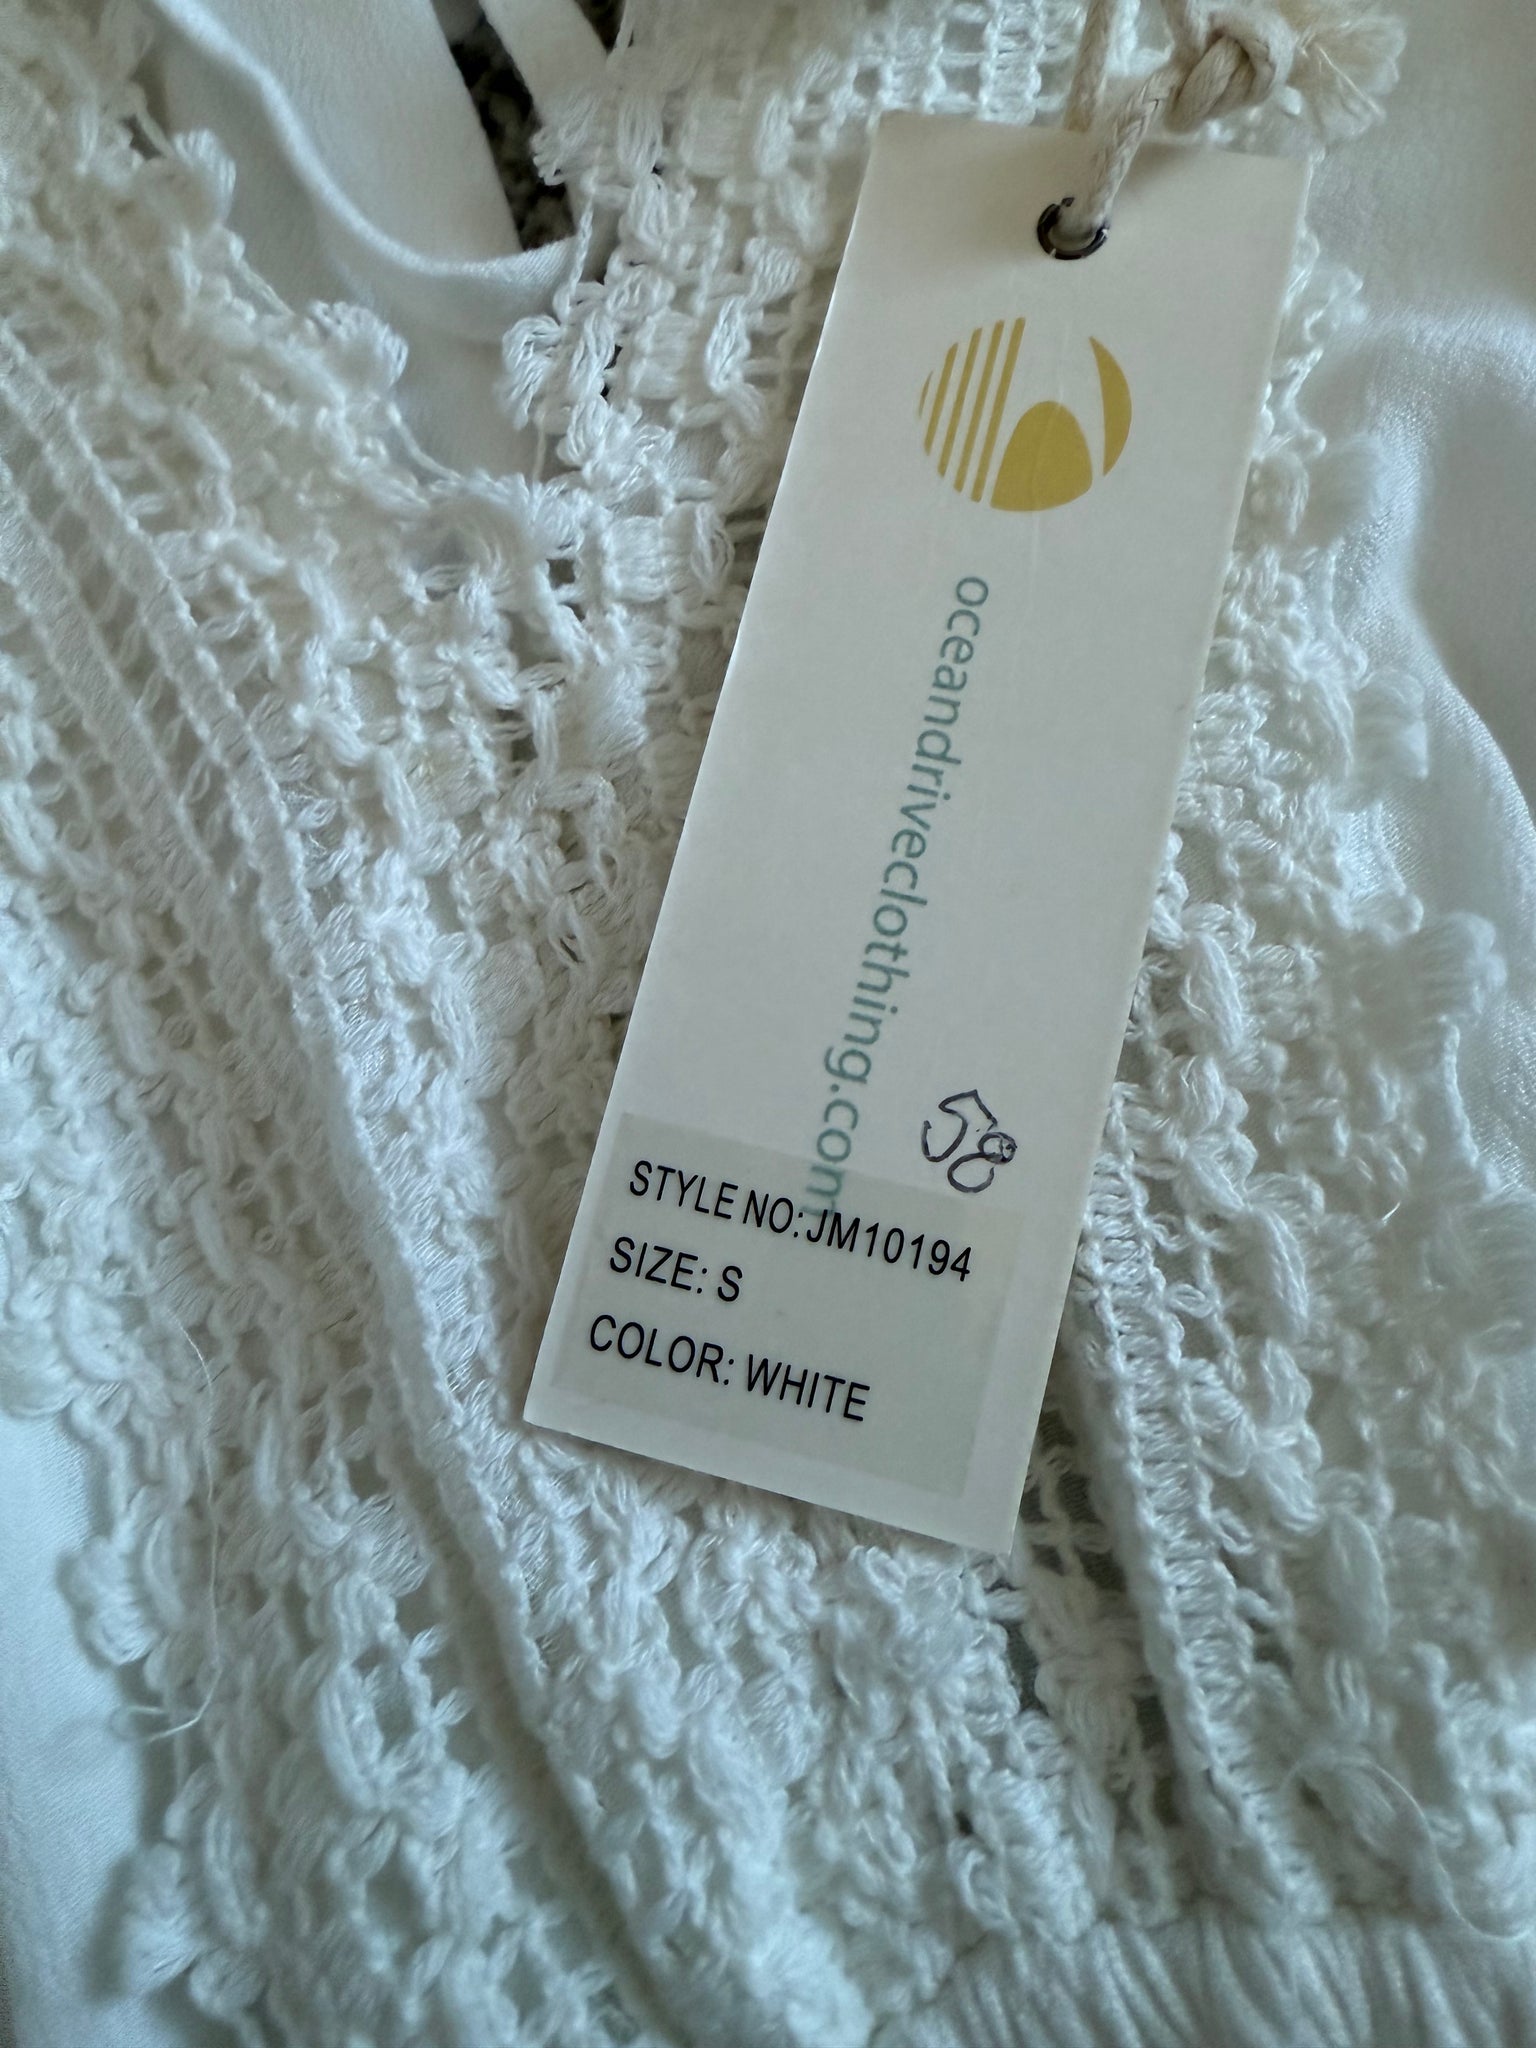 oceandriveclothing.com
58
STYLE NO: JM10194
SIZE: S
COLOR: WHITE